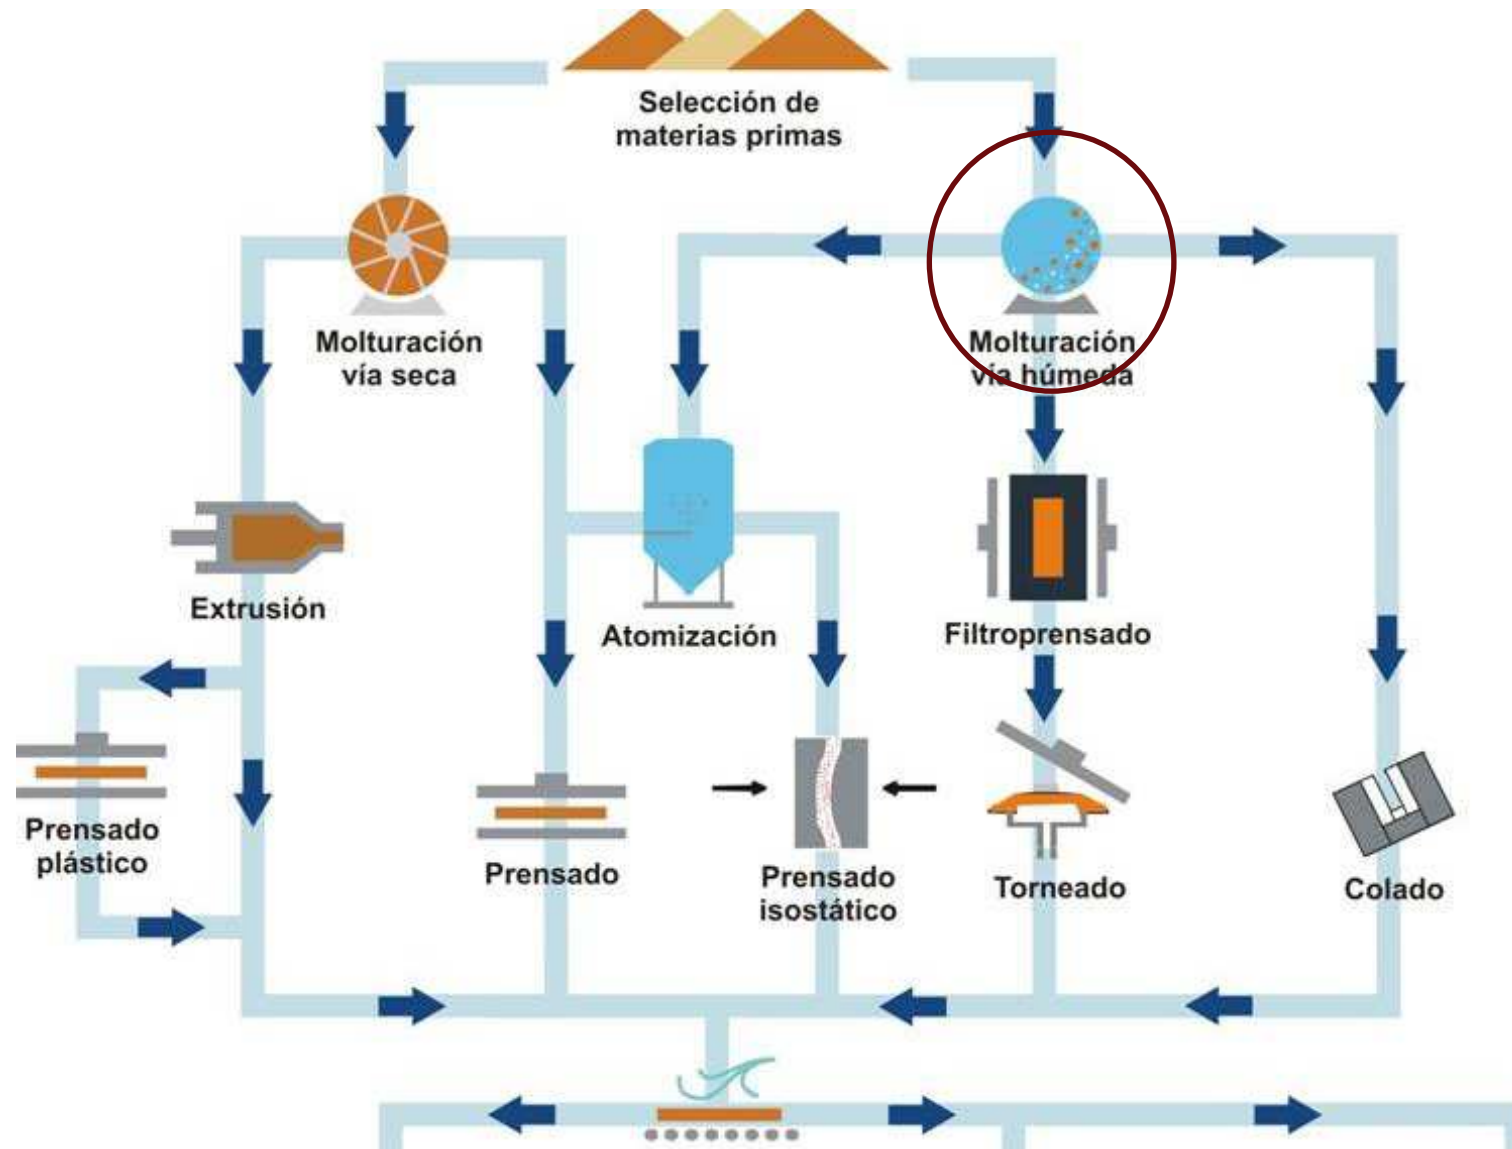 Selección de
materias primas
Molturación
vía seca
Molturación
vía húmeda
Extrusión
Atomización
Filtroprensado
Prensado
plástico
Prensado
Prensado
isostático
Torneado
Colado